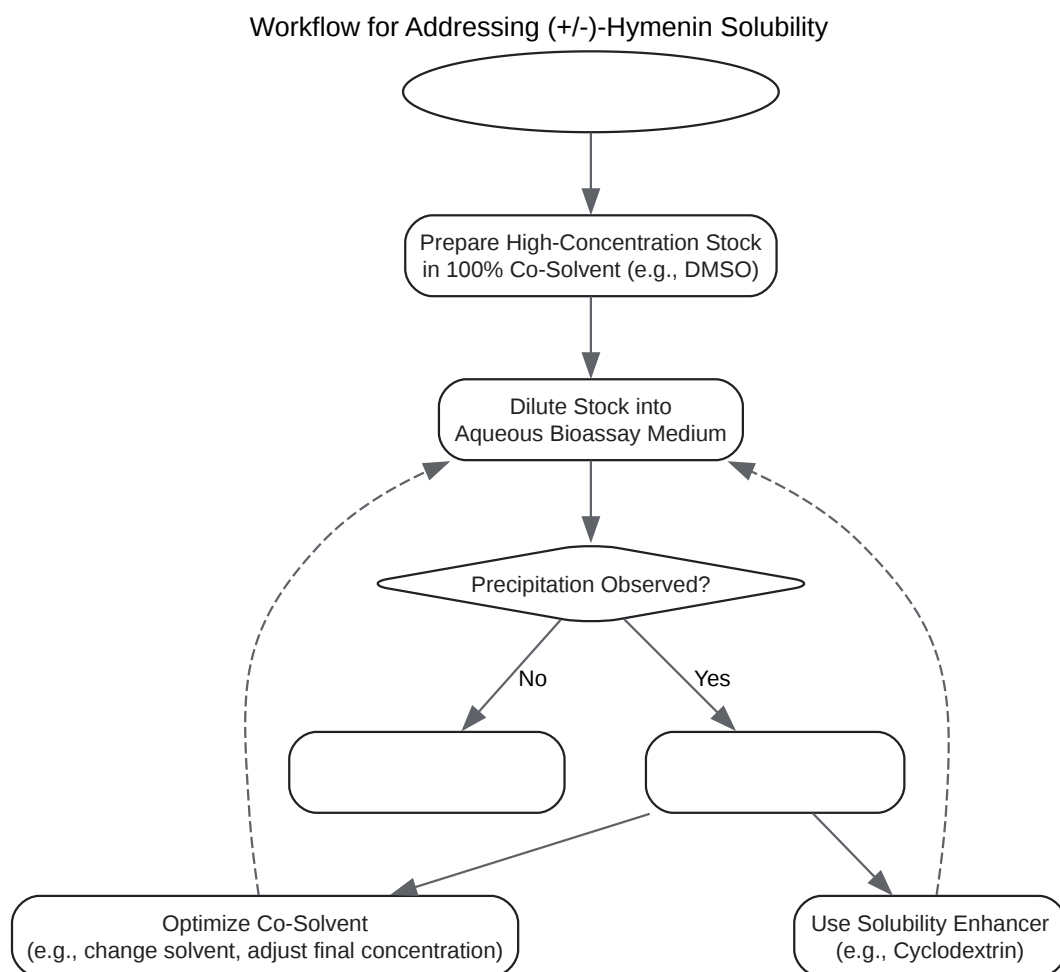 Workflow for Addressing (+/-)-Hymenin Solubility
Prepare High-Concentration Stock
in 100% Co-Solvent (e.g., DMSO)
Dilute Stock into
Aqueous Bioassay Medium
Precipitation Observed?
No
Yes
Optimize Co-Solvent
(e.g., change solvent, adjust final concentration)
Use Solubility Enhancer
(e.g., Cyclodextrin)